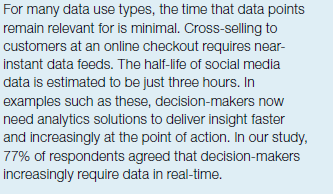 For many data use types, the time that data points
remain relevant for is minimal. Cross-selling to
customers at an online checkout requires near-
instant data feeds. The half-life of social media
data is estimated to be just three hours. In
examples such as these, decision-makers now
need analytics solutions to deliver insight faster
and increasingly at the point of action. In our study,
77% of respondents agreed that decision-makers
increasingly require data in real-time.